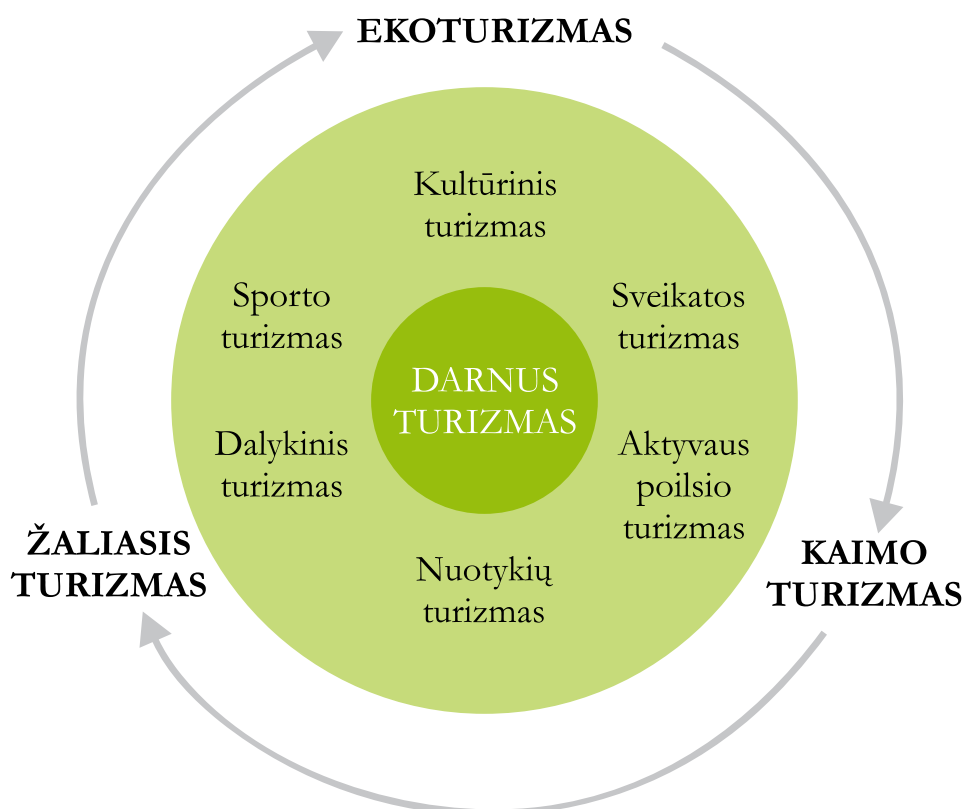 EKOTURIZMAS
Kultūrinis
turizmas
Sporto
turizmas
Sveikatos
turizmas
DARNUS
TURIZMAS
Dalykinis
turizmas
Aktyvaus
poilsio
turizmas
Nuotykių
turizmas
ŽALIASIS
TURIZMAS
KAIMO
TURIZMAS